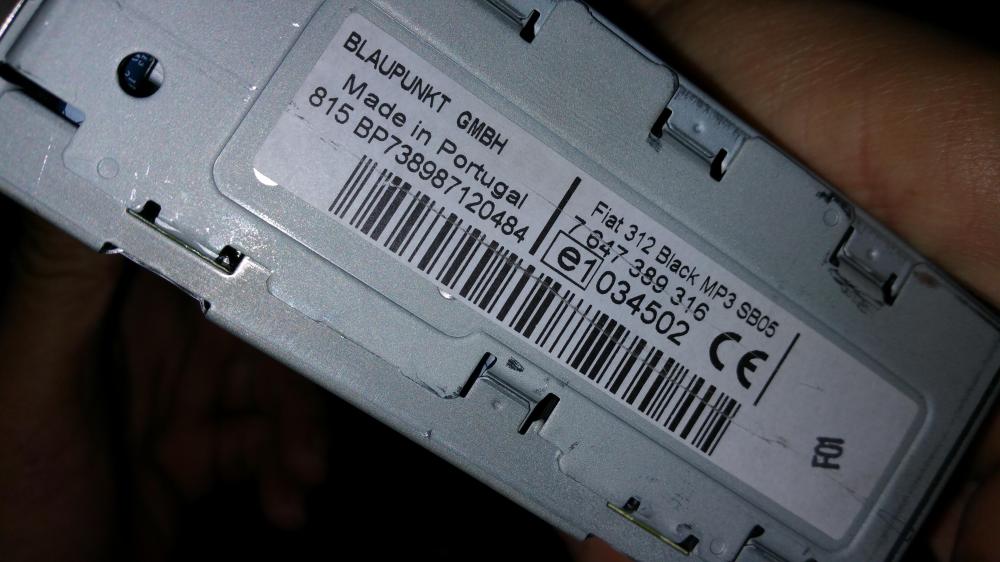 BLAUPUNKT GMBH
Made in Portugal
815 BP738987120484
Fiat 312 Black MP3 SB05
7 647 389 316
e1 034502 CE
F01